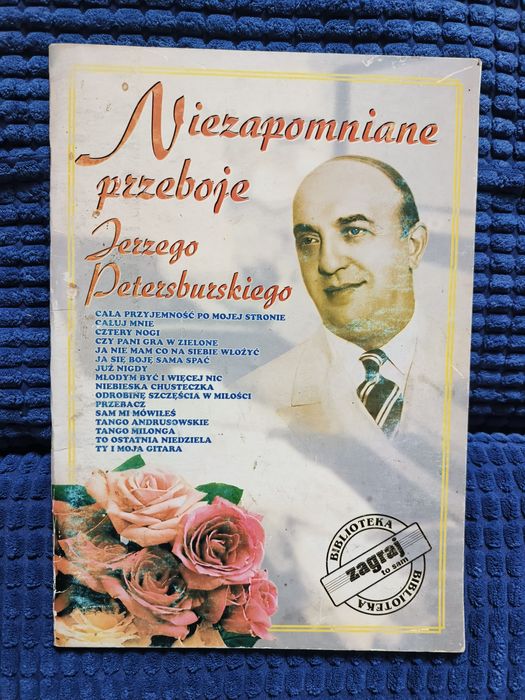 Niezapomniane
przeboje
Jerzego
Petersburskiego
CAŁA PRZYJEMNOŚĆ PO MOJEJ STRONIE
CAŁUJ MNIE
CZTERY NOGI
CZY PANI GRA W ZIELONE
JA NIE MAM CO NA SIEBIE WŁOŻYĆ
JA SIĘ BOJĘ SAMA SPAĆ
JUŻ NIGDY
MŁODYM BYĆ I WIĘCEJ NIC
NIEBIESKA CHUSTECZKA
ODROBINĘ SZCZĘŚCIA W MIŁOŚCI
PRZEBACZ
SAM MI MÓWIŁEŚ
TANGO ANDRUSOWSKIE
TANGO MILONGA
TO OSTATNIA NIEDZIELA
TY I MOJA GITARA
BIBLIOTEKA
zagraj
to sam
BIBLIOTEKA